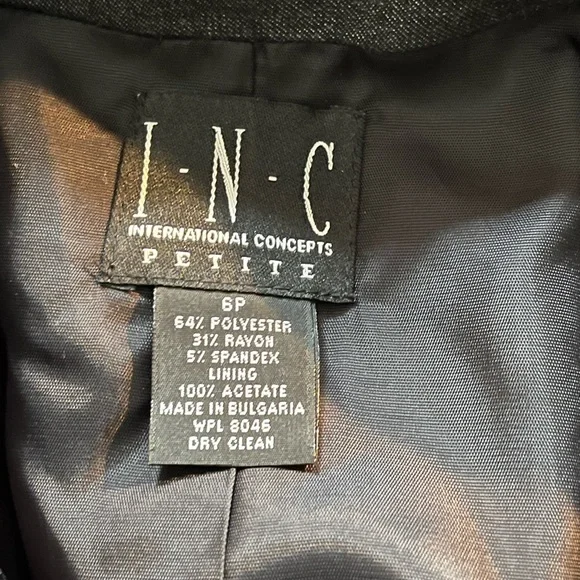 I-N-C
INTERNATIONAL CONCEPTS
PETITE
6P
64% POLYESTER
31% RAYON
5% SPANDEX
LINING
100% ACETATE
MADE IN BULGARIA
WPL 8046
DRY CLEAN